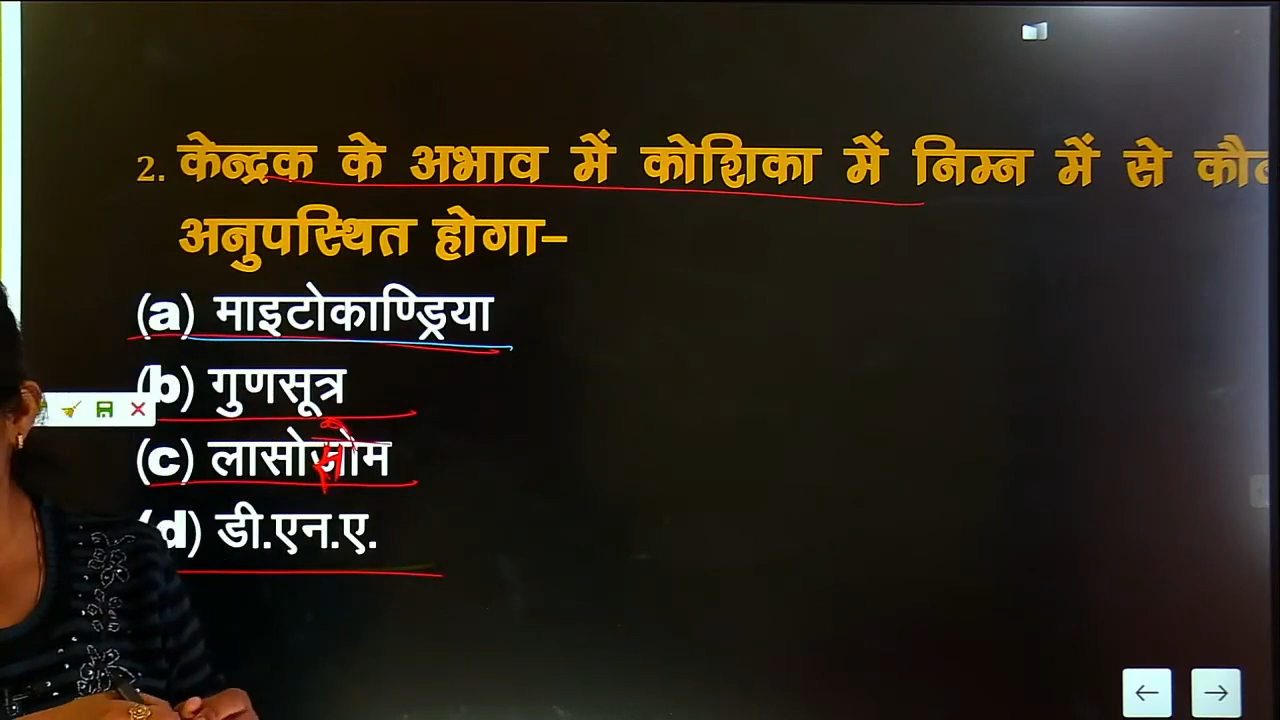 2. केन्द्रक के अभाव में कोशिका में निम्न में से
अनुपस्थित होगा-
(a) माइटोकाण्ड्रिया
(b) गुणसूत्र
(c) लासोजोम
(d) डी.एन.ए.